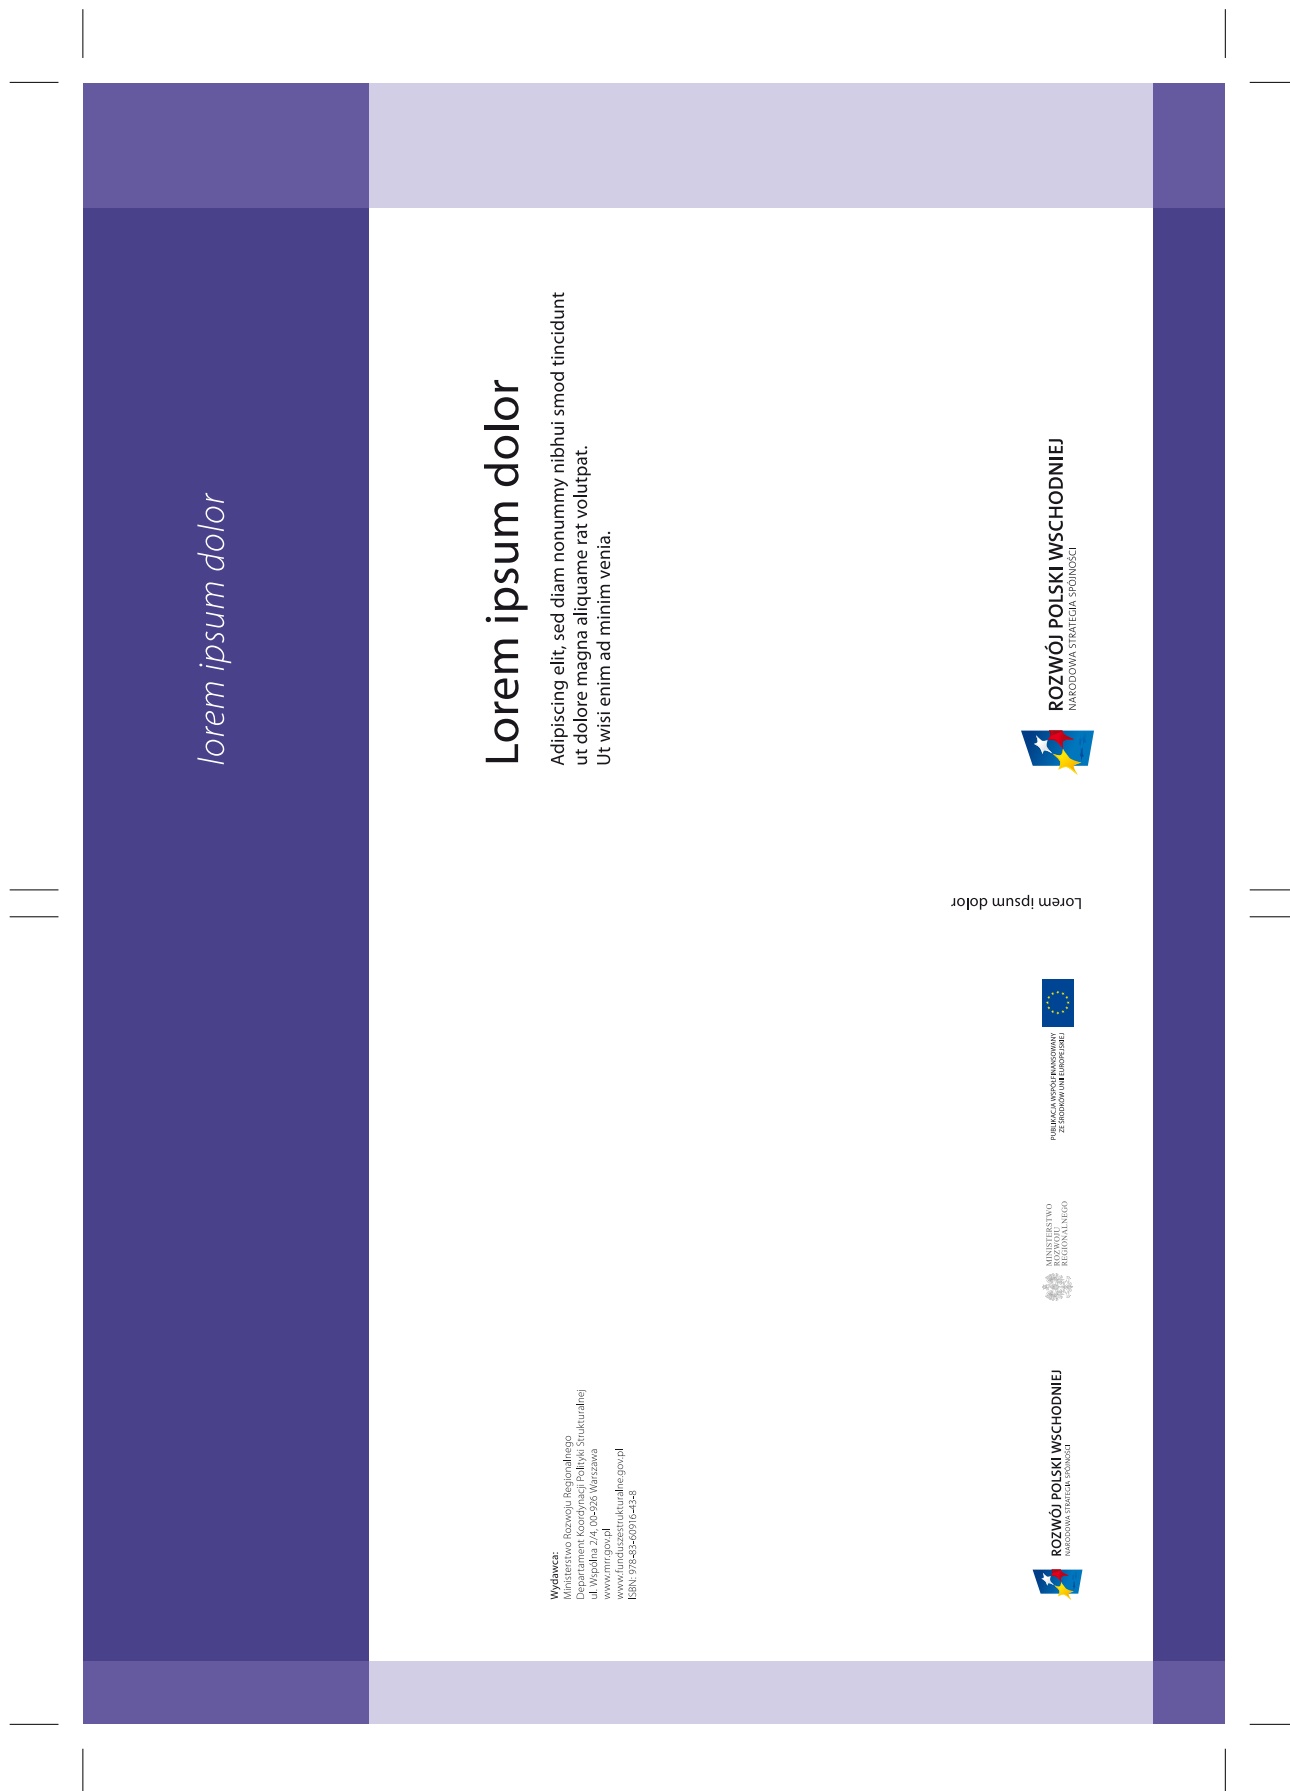 lorem ipsum dolor
Lorem ipsum dolor
Adipiscing elit, sed diam nonummy nibhui smod tincidunt
ut dolore magna aliquame rat volutpat.
Ut wisi enim ad minim venia.
ROZWÓJ POLSKI WSCHODNIEJ
NARODOWA STRATEGIA SPÓJNOŚCI
Lorem ipsum dolor
Wydawca:
Ministerstwo Rozwoju Regionalnego
Departament Koordynacji Polityki Strukturalnej
ul. Wspólna 2/4, 00-926 Warszawa
www.mrr.gov.pl
www.funduszestrukturalne.gov.pl
ISBN: 978-83-60916-43-8
ROZWÓJ POLSKI WSCHODNIEJ
NARODOWA STRATEGIA SPÓJNOŚCI
MINISTERSTWO
ROZWOJU
REGIONALNEGO
PUBLIKACJA WSPÓŁFINANSOWANY
ZE ŚRODKÓW UNII EUROPEJSKIEJ